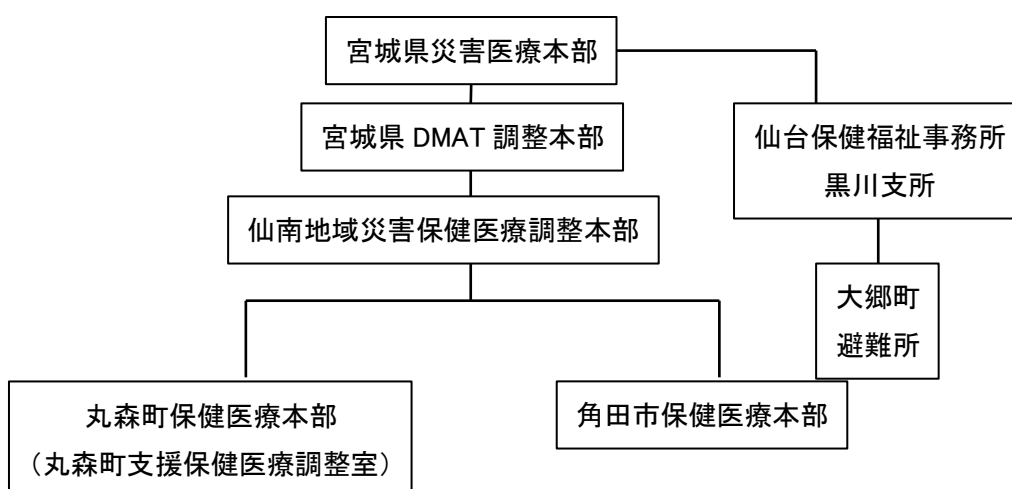 宮城県災害医療本部
宮城県 DMAT 調整本部
仙台保健福祉事務所
黒川支所
仙南地域災害保健医療調整本部
大郷町
避難所
丸森町保健医療本部
（丸森町支援保健医療調整室）
角田市保健医療本部